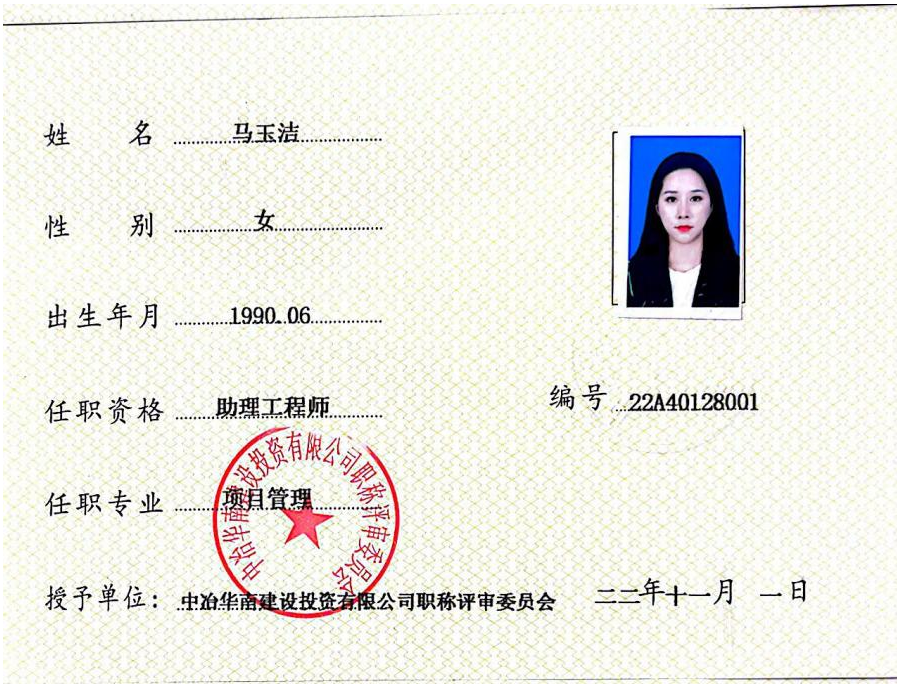 姓 名 马玉洁
性 别 女
出生年月 1990.06
任职资格 助理工程师
编号 22A40128001
任职专业 项目管理
中冶华南建设投资有限公司职称评审委员会
授予单位: 中冶华南建设投资有限公司职称评审委员会 二二年十一月 一日